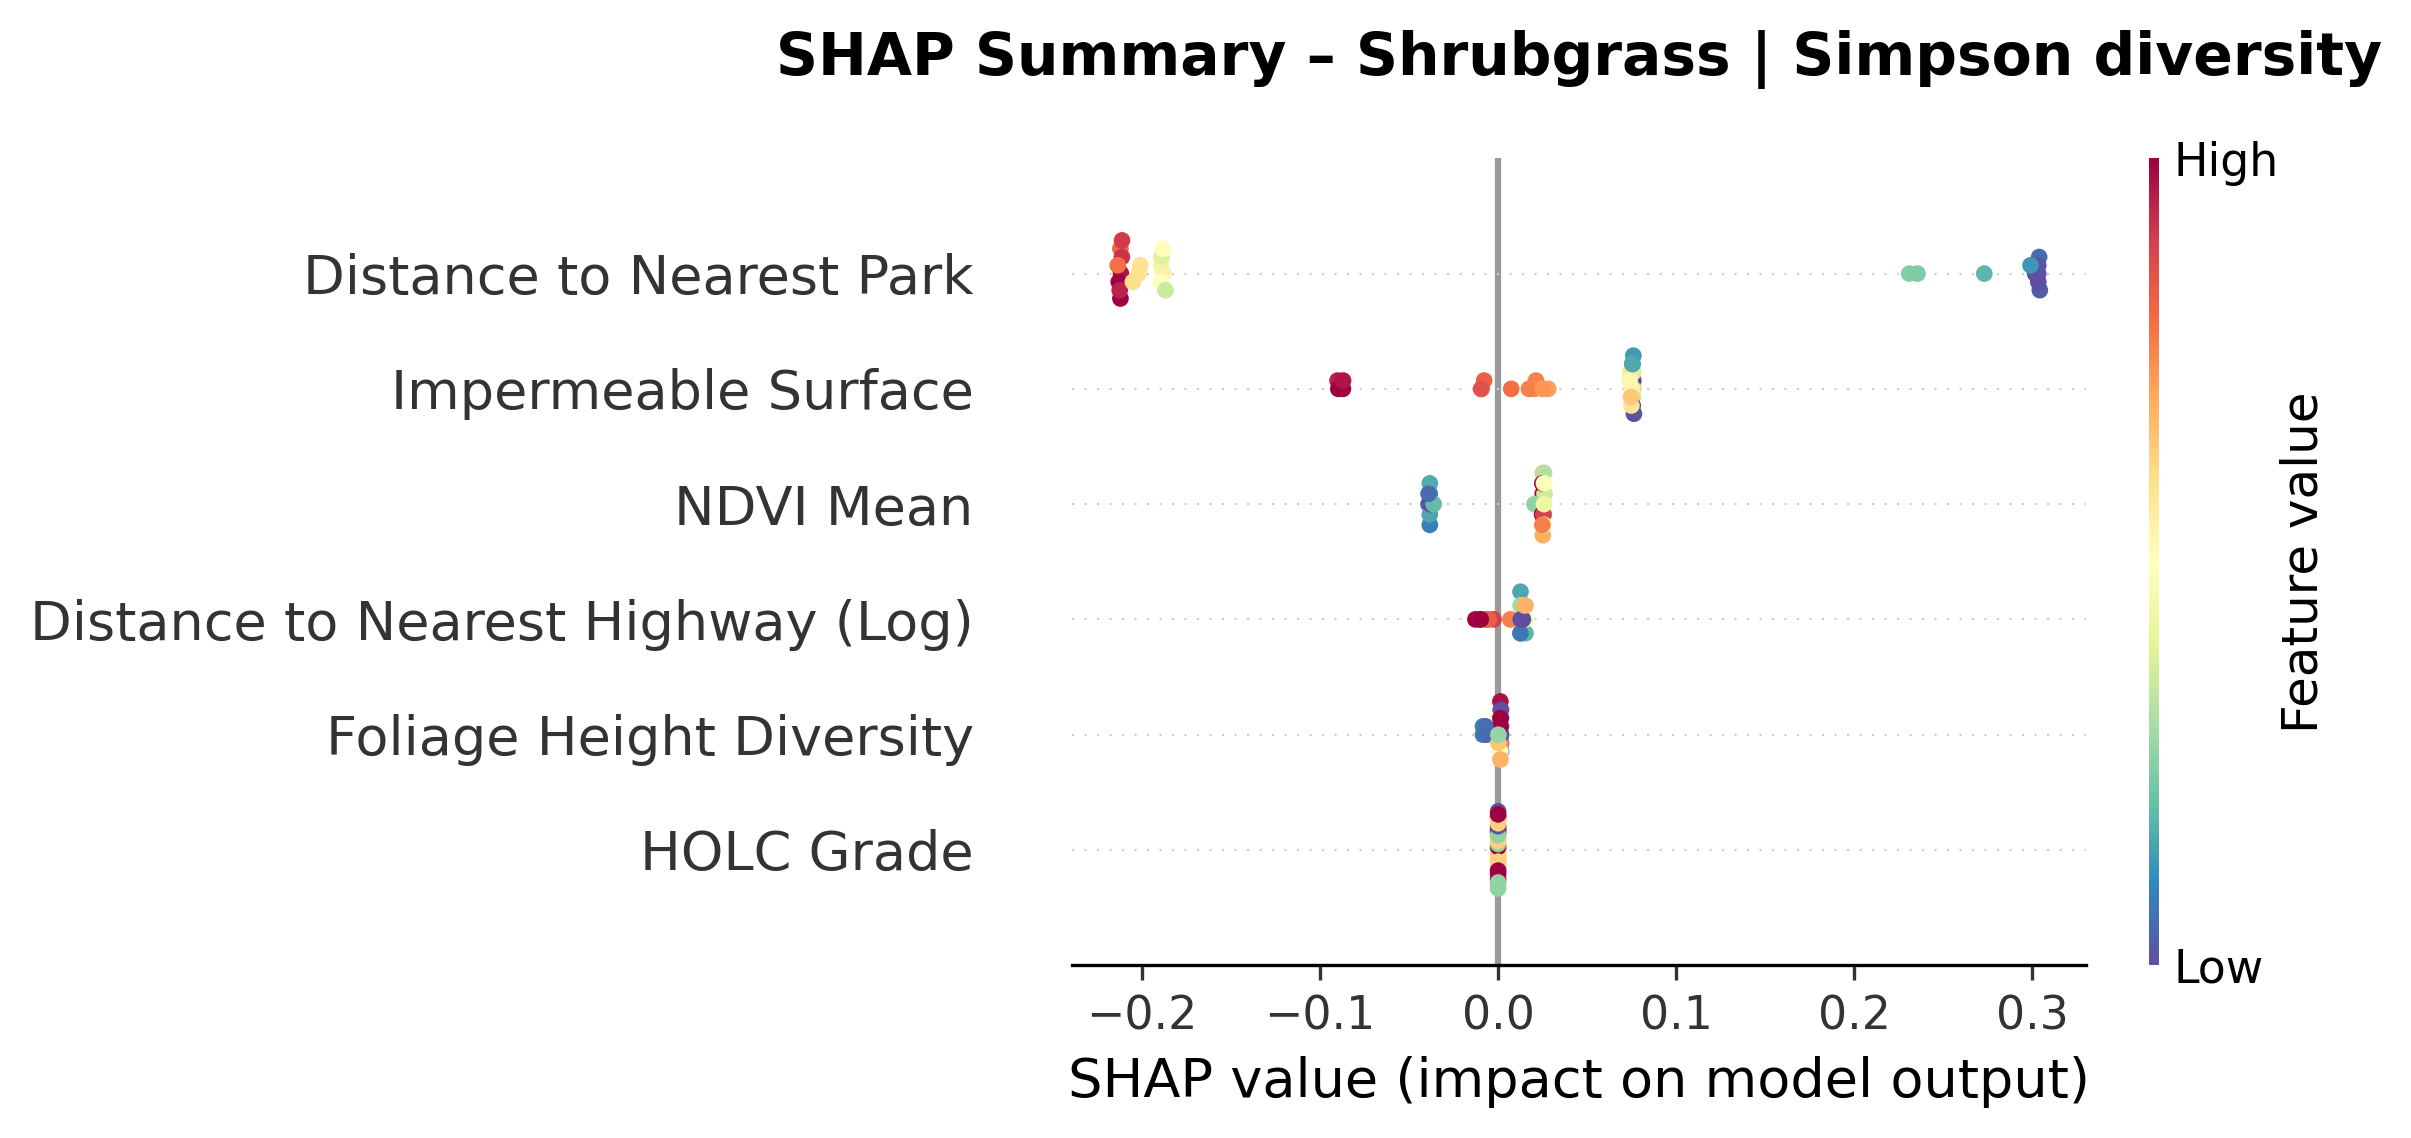 SHAP Summary – Shrubgrass | Simpson diversity
High
Distance to Nearest Park
Impermeable Surface
NDVI Mean
Distance to Nearest Highway (Log)
Foliage Height Diversity
HOLC Grade
Feature value
Low
−0.2 −0.1 0.0 0.1 0.2 0.3
SHAP value (impact on model output)